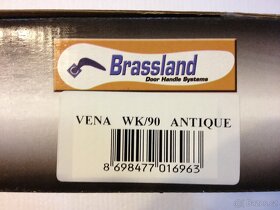 Brassland
Door Handle Systems
VENA WK/90 ANTIQUE
8 698477 016963